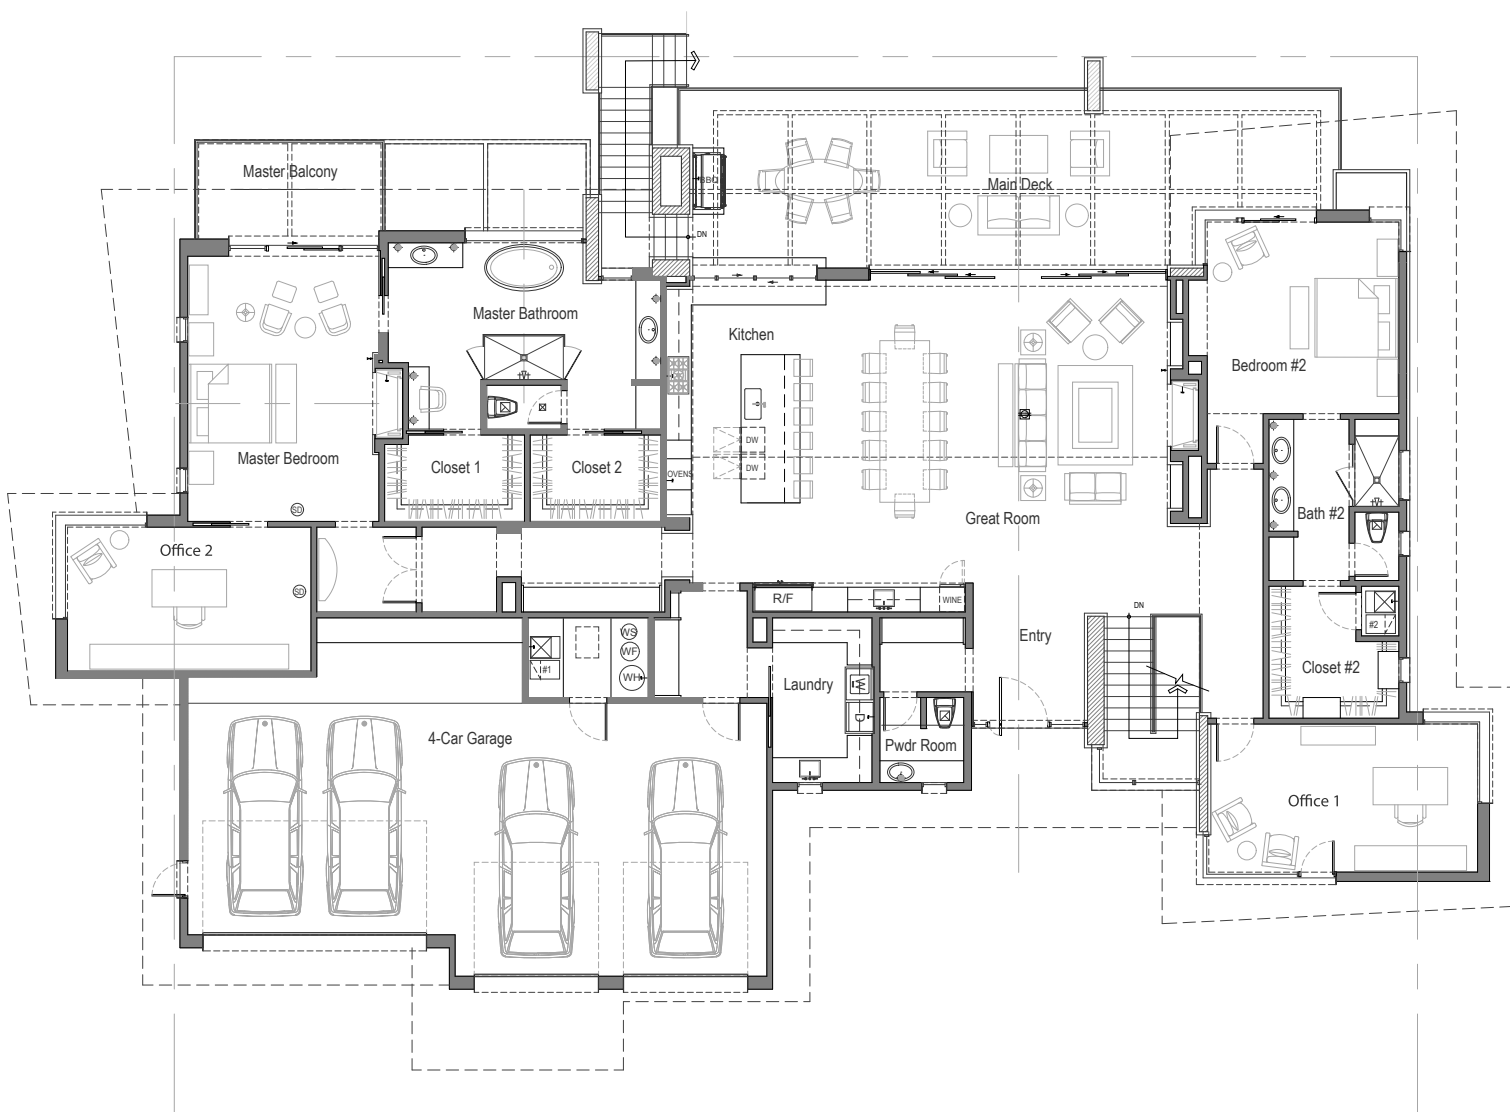 Master Balcony
BBQ
Main Deck
DN
Master Bathroom
Kitchen
Bedroom #2
DW
DW
Master Bedroom
Closet 1
Closet 2
OVENS
SD
Great Room
Bath #2
Office 2
SD
R/F
WINE
DN
WS
WF
#1
WH
Entry
#2
Laundry
W
D
Closet #2
4-Car Garage
Pwdr Room
Office 1